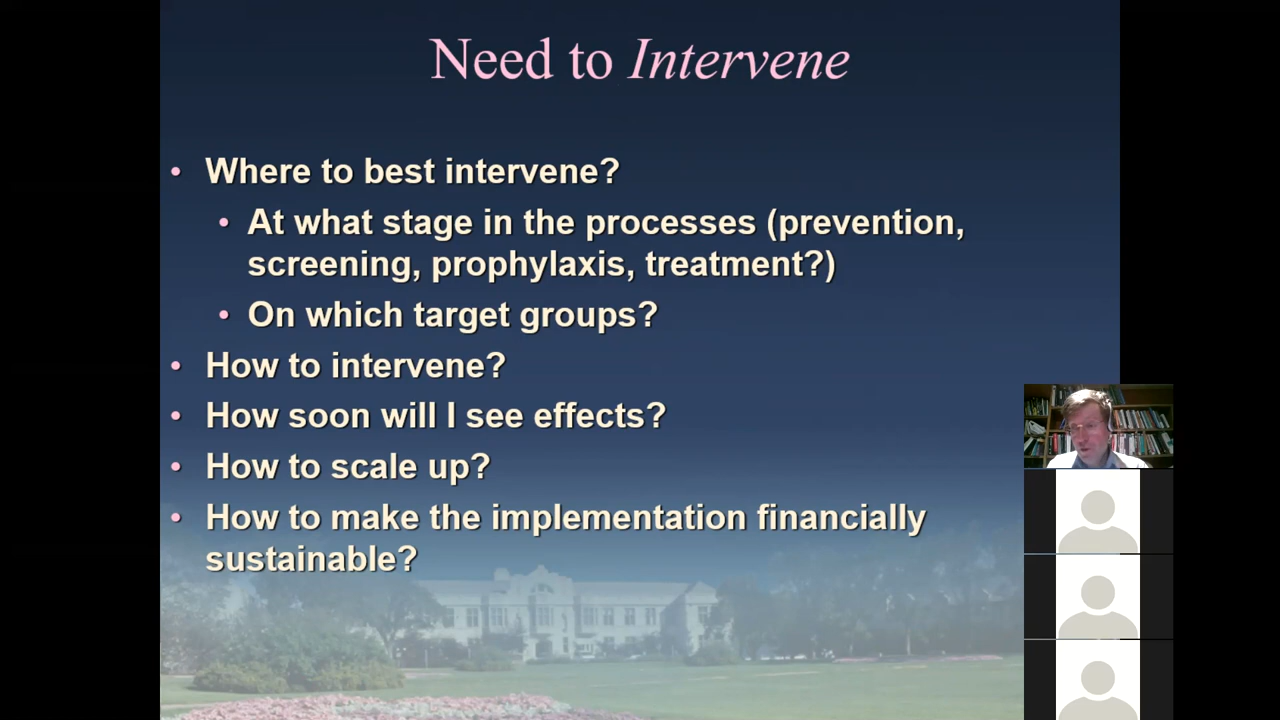 Need to Intervene
• Where to best intervene?
• At what stage in the processes (prevention,
screening, prophylaxis, treatment?)
• On which target groups?
• How to intervene?
• How soon will I see effects?
• How to scale up?
• How to make the implementation financially
sustainable?